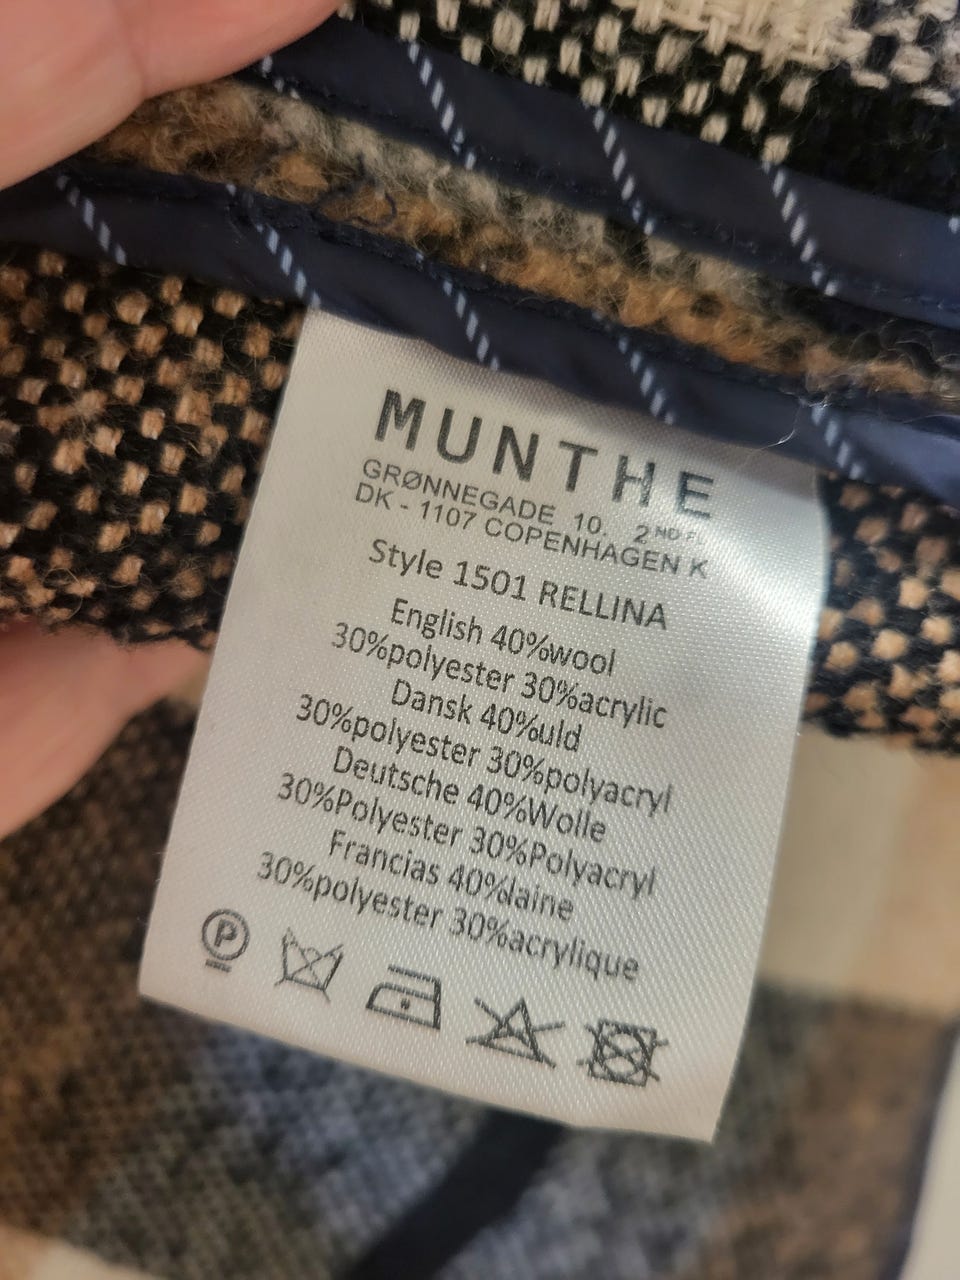 MUNTHE
GRØNNEGADE 10. 2ND FL
DK - 1107 COPENHAGEN K
Style 1501 RELLINA
English 40%wool
30%polyester 30%acrylic
Dansk 40%uld
30%polyester 30%polyacryl
Deutsche 40%Wolle
30%Polyester 30%Polyacryl
Francias 40%laine
30%polyester 30%acrylique
P